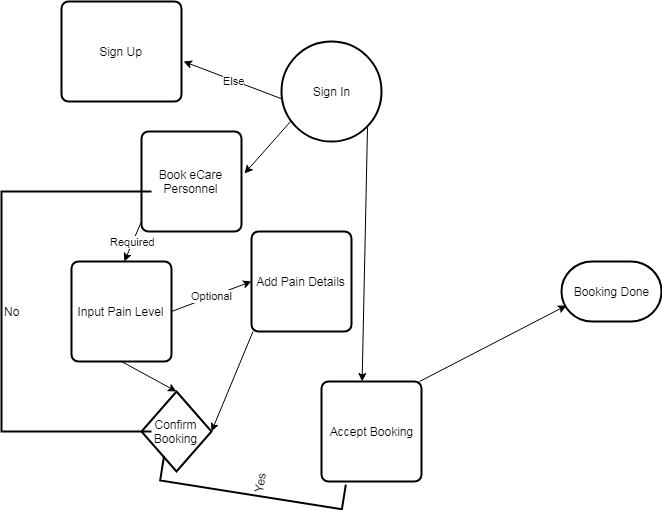 Sign Up
Else
Sign In
Book eCare
Personnel
Required
Add Pain Details
Optional
Input Pain Level
No
Booking Done
Confirm
Booking
Accept Booking
Yes